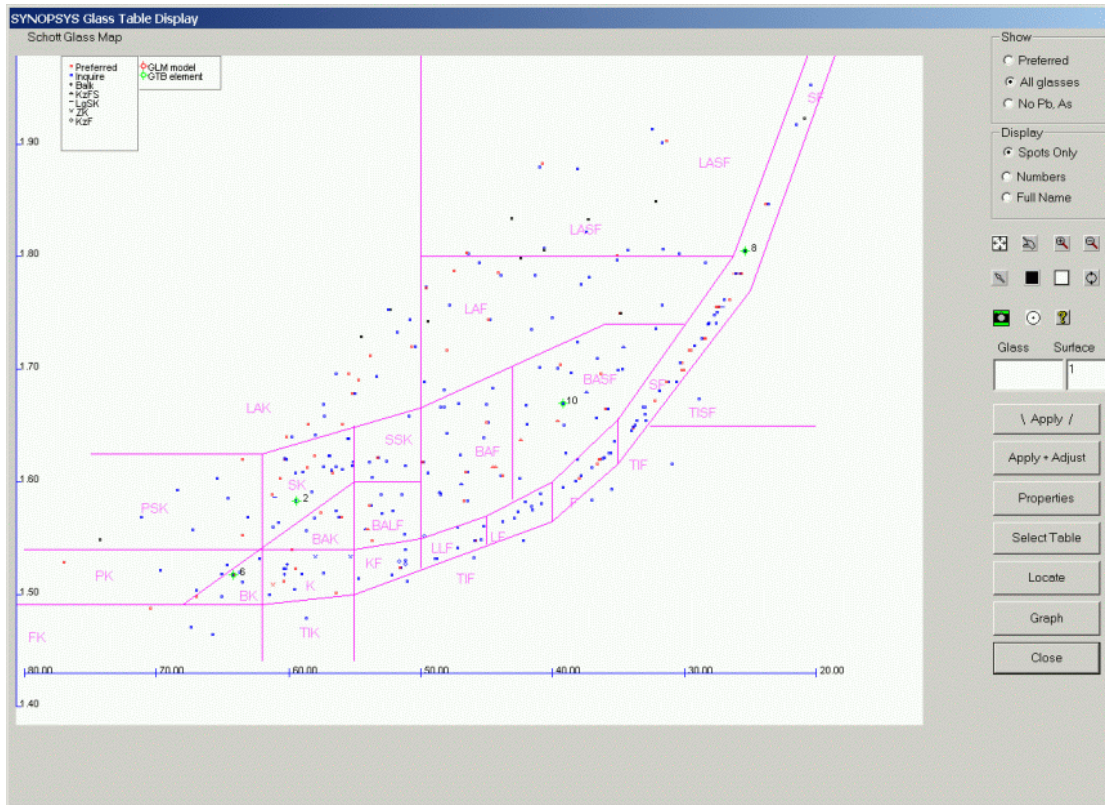 SYNOPSYS Glass Table Display
Schott Glass Map
Preferred
Inquire
Balk
KzFS
LgSK
ZK
KzF
GLM model
GTB element
1.90
1.80
1.70
1.60
1.50
1.40
80.00 70.00 60.00 50.00 40.00 30.00 20.00
SF
LASF
LASF
8
LAF
BASF
10
SF
TISF
LAK
SSK
BAF
TIF
SK
2
PSK
F
BAK
BALF
LF
LLF
KF
TIF
PK
6
BK
K
TIK
FK
Show
Preferred
All glasses
No Pb, As
Display
Spots Only
Numbers
Full Name
Glass Surface
1
\ Apply /
Apply + Adjust
Properties
Select Table
Locate
Graph
Close